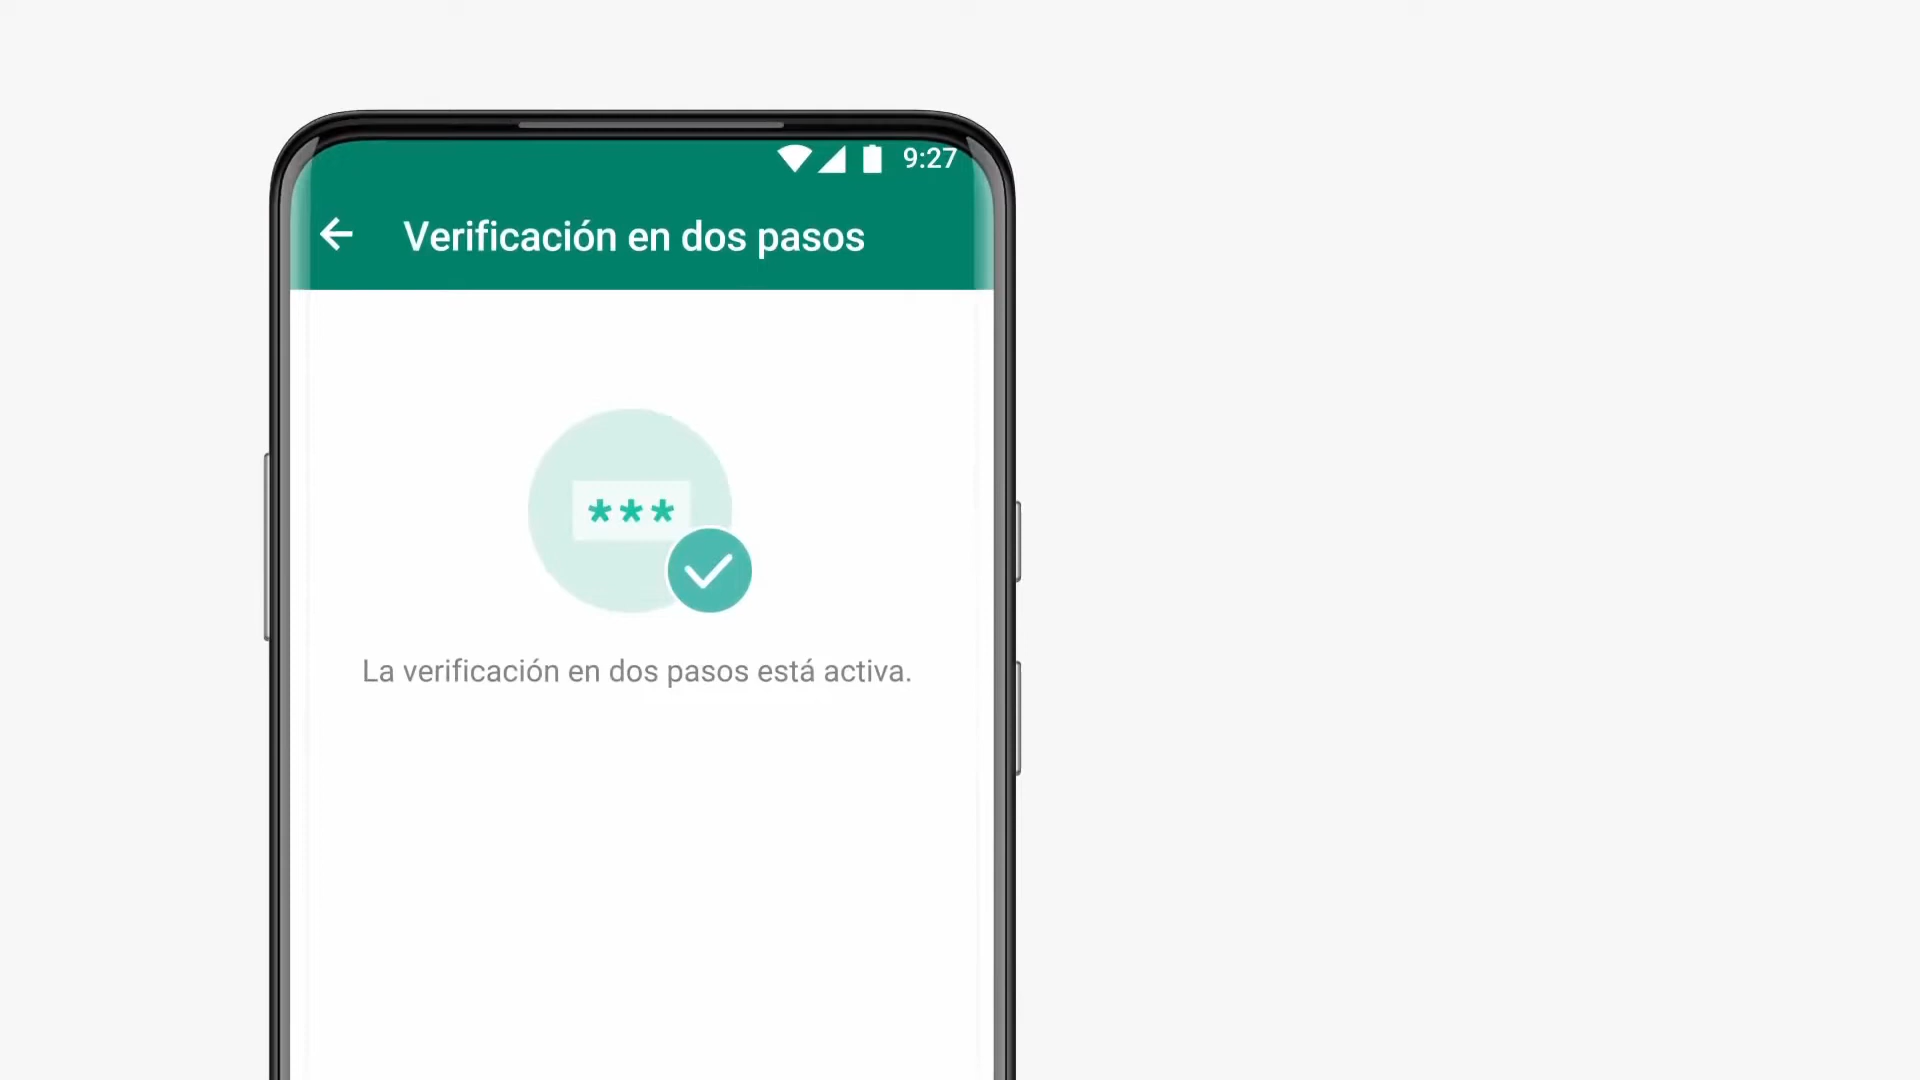 9:27
Verificación en dos pasos
***
La verificación en dos pasos está activa.